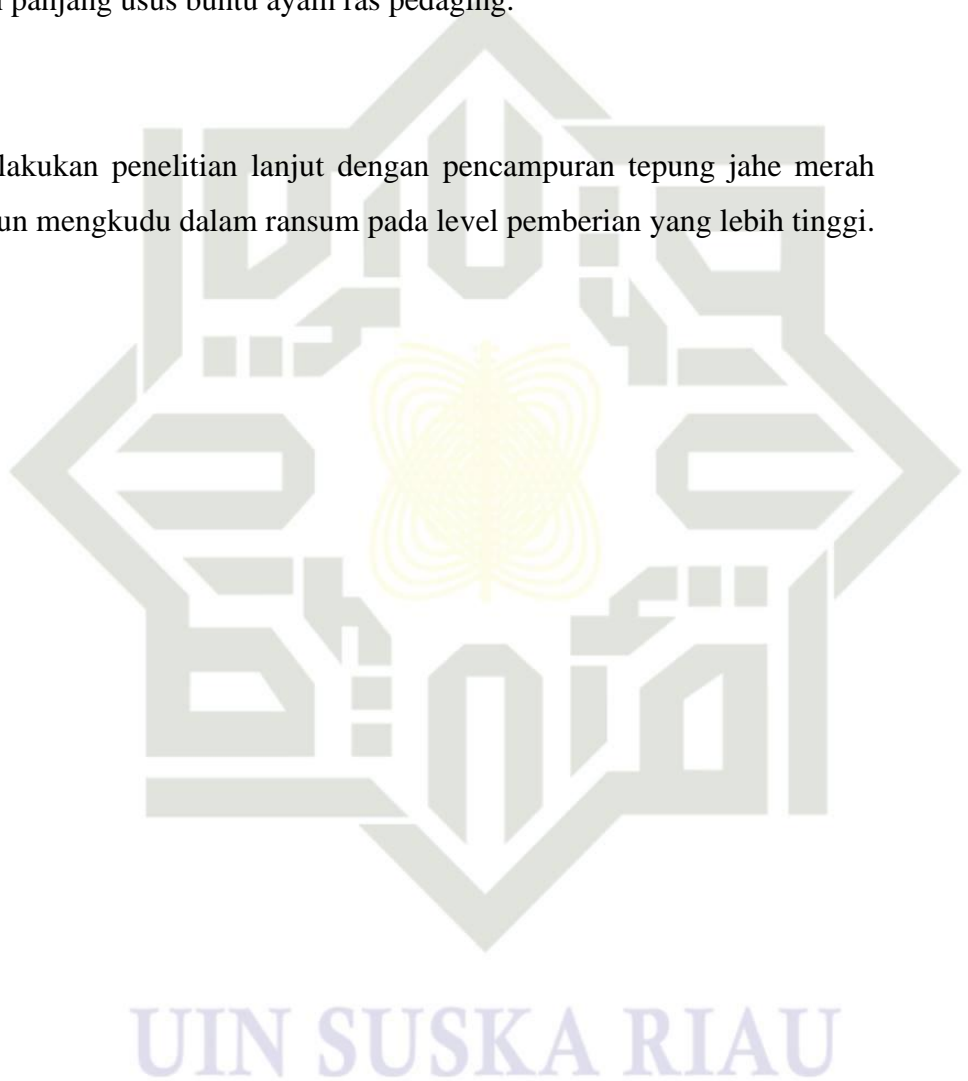 panjang usus buntu ayam ras pedaging.
lakukan penelitian lanjut dengan pencampuran tepung jahe merah
un mengkudu dalam ransum pada level pemberian yang lebih tinggi.
UIN SUSKA RIAU